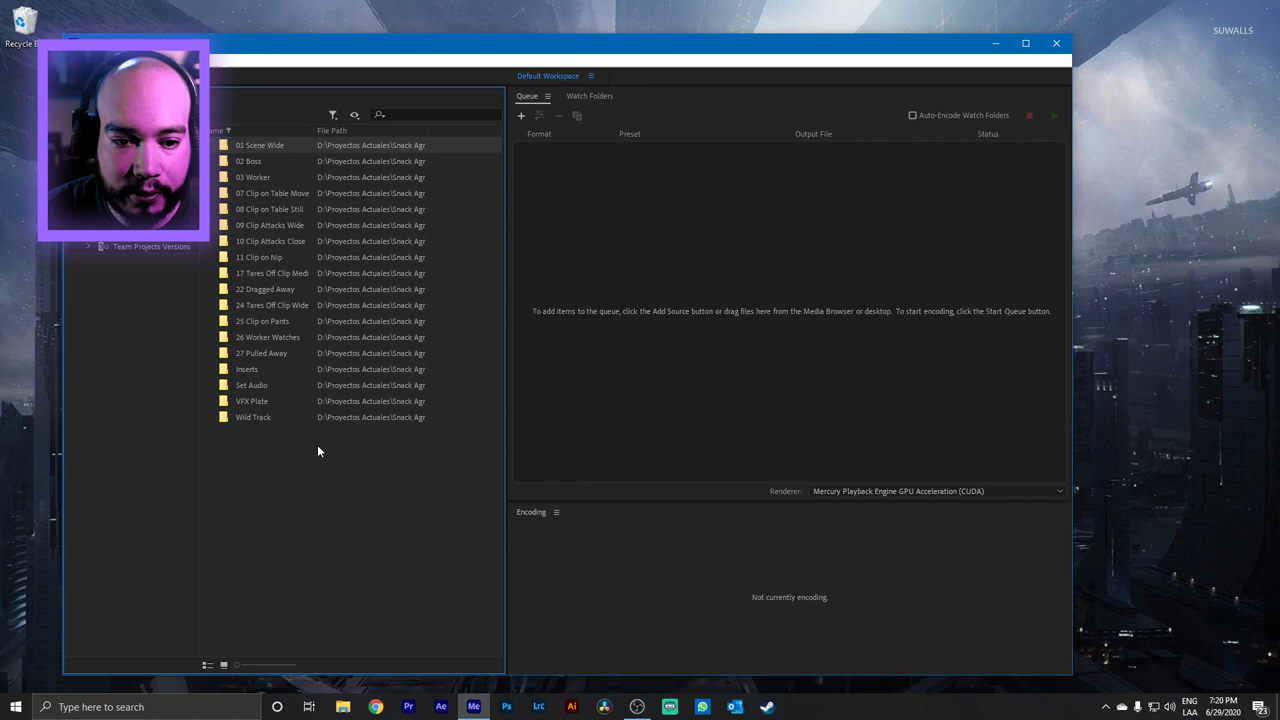 SUWALLS
Recycle B
Default Workspace
Queue
Watch Folders
Auto-Encode Watch Folders
Format
Preset
Output File
Status
ame
File Path
01 Scene Wide
D:\Proyectos Actuales\Snack Agr
02 Boss
D:\Proyectos Actuales\Snack Agr
03 Worker
D:\Proyectos Actuales\Snack Agr
07 Clip on Table Move
D:\Proyectos Actuales\Snack Agr
08 Clip on Table Still
D:\Proyectos Actuales\Snack Agr
09 Clip Attacks Wide
D:\Proyectos Actuales\Snack Agr
10 Clip Attacks Close
D:\Proyectos Actuales\Snack Agr
11 Clip on Nip
D:\Proyectos Actuales\Snack Agr
17 Tares Off Clip Medi
D:\Proyectos Actuales\Snack Agr
22 Dragged Away
D:\Proyectos Actuales\Snack Agr
24 Tares Off Clip Wide
D:\Proyectos Actuales\Snack Agr
25 Clip on Pants
D:\Proyectos Actuales\Snack Agr
26 Worker Watches
D:\Proyectos Actuales\Snack Agr
27 Pulled Away
D:\Proyectos Actuales\Snack Agr
Inserts
D:\Proyectos Actuales\Snack Agr
Set Audio
D:\Proyectos Actuales\Snack Agr
VFX Plate
D:\Proyectos Actuales\Snack Agr
Wild Track
D:\Proyectos Actuales\Snack Agr
Team Projects Versions
To add items to the queue, click the Add Source button or drag files here from the Media Browser or desktop. To start encoding, click the Start Queue button.
Renderer:
Mercury Playback Engine GPU Acceleration (CUDA)
Encoding
Not currently encoding.
Type here to search
Pr
Ae
Me
Ps
Lrc
Ai
ENG
LAA
7:20 PM
6/29/2020
23